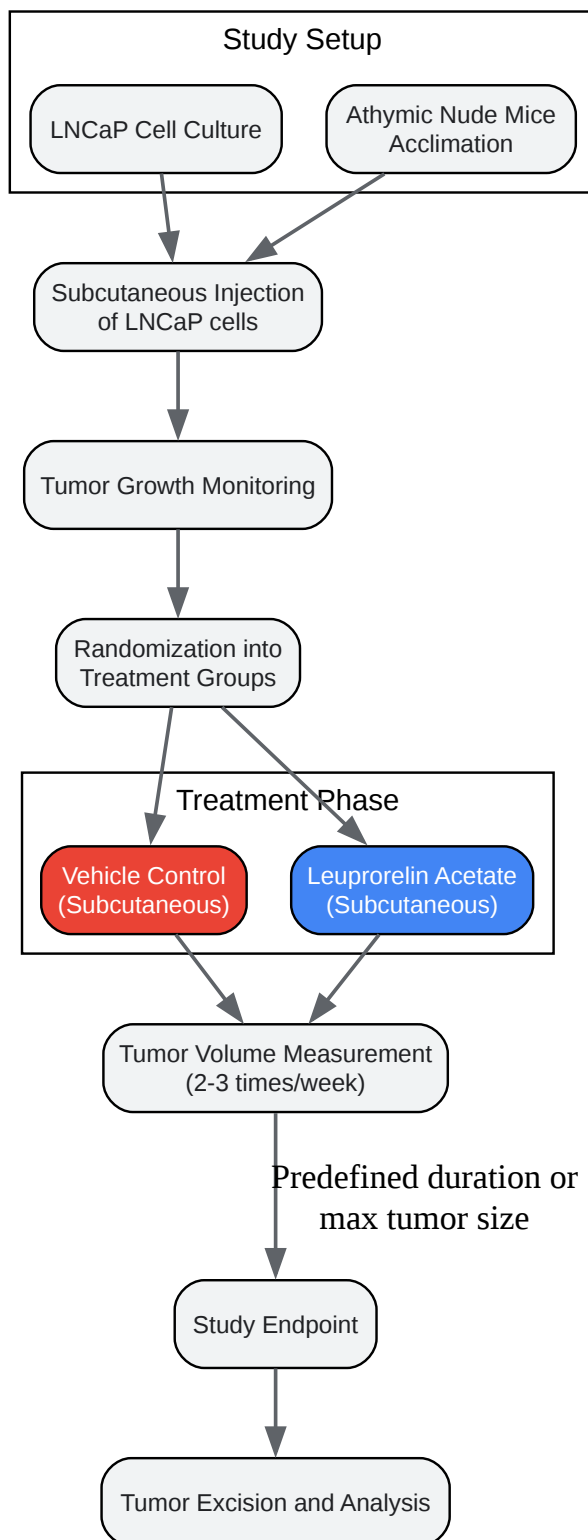 Study Setup
LNCaP Cell Culture
Athymic Nude Mice
Acclimation
Subcutaneous Injection
of LNCaP cells
Tumor Growth Monitoring
Randomization into
Treatment Groups
Treatment Phase
Vehicle Control
(Subcutaneous)
Leuprorelin Acetate
(Subcutaneous)
Tumor Volume Measurement
(2-3 times/week)
Predefined duration or
max tumor size
Study Endpoint
Tumor Excision and Analysis